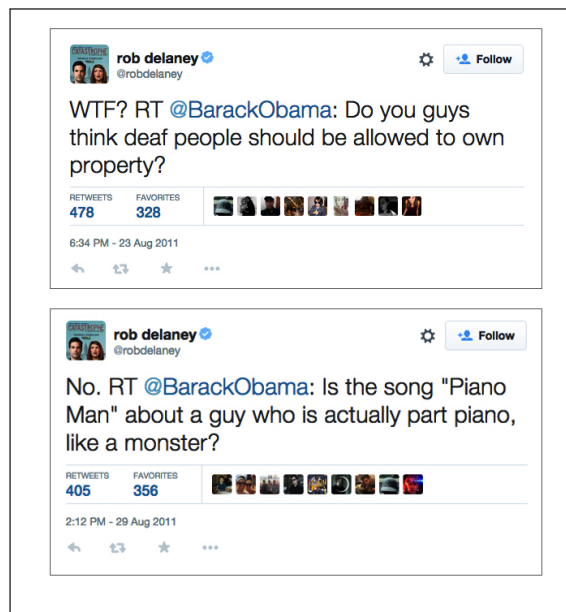 CATASTROPHE
rob delaney
@robdelaney
Follow
WTF? RT @BarackObama: Do you guys
think deaf people should be allowed to own
property?
RETWEETS FAVORITES
478 328
6:34 PM - 23 Aug 2011
CATASTROPHE
rob delaney
@robdelaney
Follow
No. RT @BarackObama: Is the song "Piano
Man" about a guy who is actually part piano,
like a monster?
RETWEETS FAVORITES
405 356
2:12 PM - 29 Aug 2011